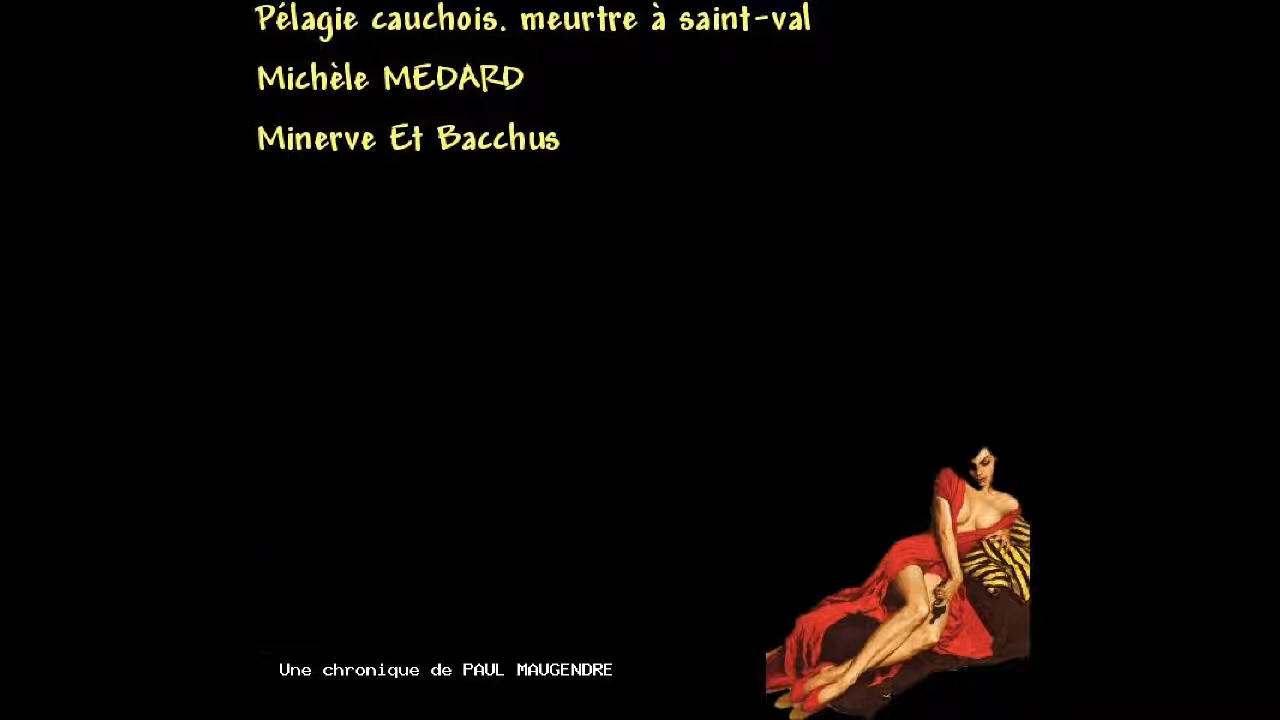 Pélagie cauchois. meurtre à saint-val
Michèle MEDARD
Minerve Et Bacchus
Une chronique de PAUL MAUGENDRE